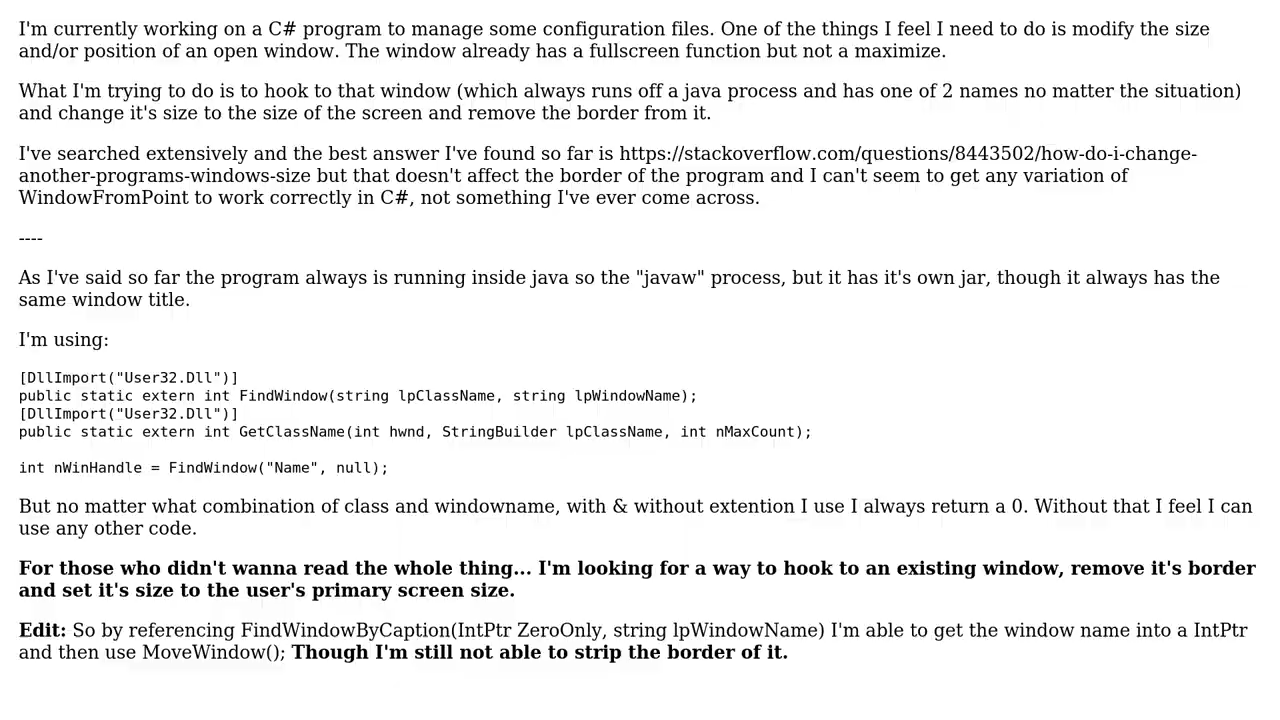 I'm currently working on a C# program to manage some configuration files. One of the things I feel I need to do is modify the size
and/or position of an open window. The window already has a fullscreen function but not a maximize.
What I'm trying to do is to hook to that window (which always runs off a java process and has one of 2 names no matter the situation)
and change it's size to the size of the screen and remove the border from it.
I've searched extensively and the best answer I've found so far is https://stackoverflow.com/questions/8443502/how-do-i-change-
another-programs-windows-size but that doesn't affect the border of the program and I can't seem to get any variation of
WindowFromPoint to work correctly in C#, not something I've ever come across.
----
As I've said so far the program always is running inside java so the "javaw" process, but it has it's own jar, though it always has the
same window title.
I'm using:
[DllImport("User32.Dll")]
public static extern int FindWindow(string lpClassName, string lpWindowName);
[DllImport("User32.Dll")]
public static extern int GetClassName(int hwnd, StringBuilder lpClassName, int nMaxCount);
int nWinHandle = FindWindow("Name", null);
But no matter what combination of class and windowname, with & without extention I use I always return a 0. Without that I feel I can
use any other code.
For those who didn't wanna read the whole thing... I'm looking for a way to hook to an existing window, remove it's border
and set it's size to the user's primary screen size.
Edit: So by referencing FindWindowByCaption(IntPtr ZeroOnly, string lpWindowName) I'm able to get the window name into a IntPtr
and then use MoveWindow(); Though I'm still not able to strip the border of it.